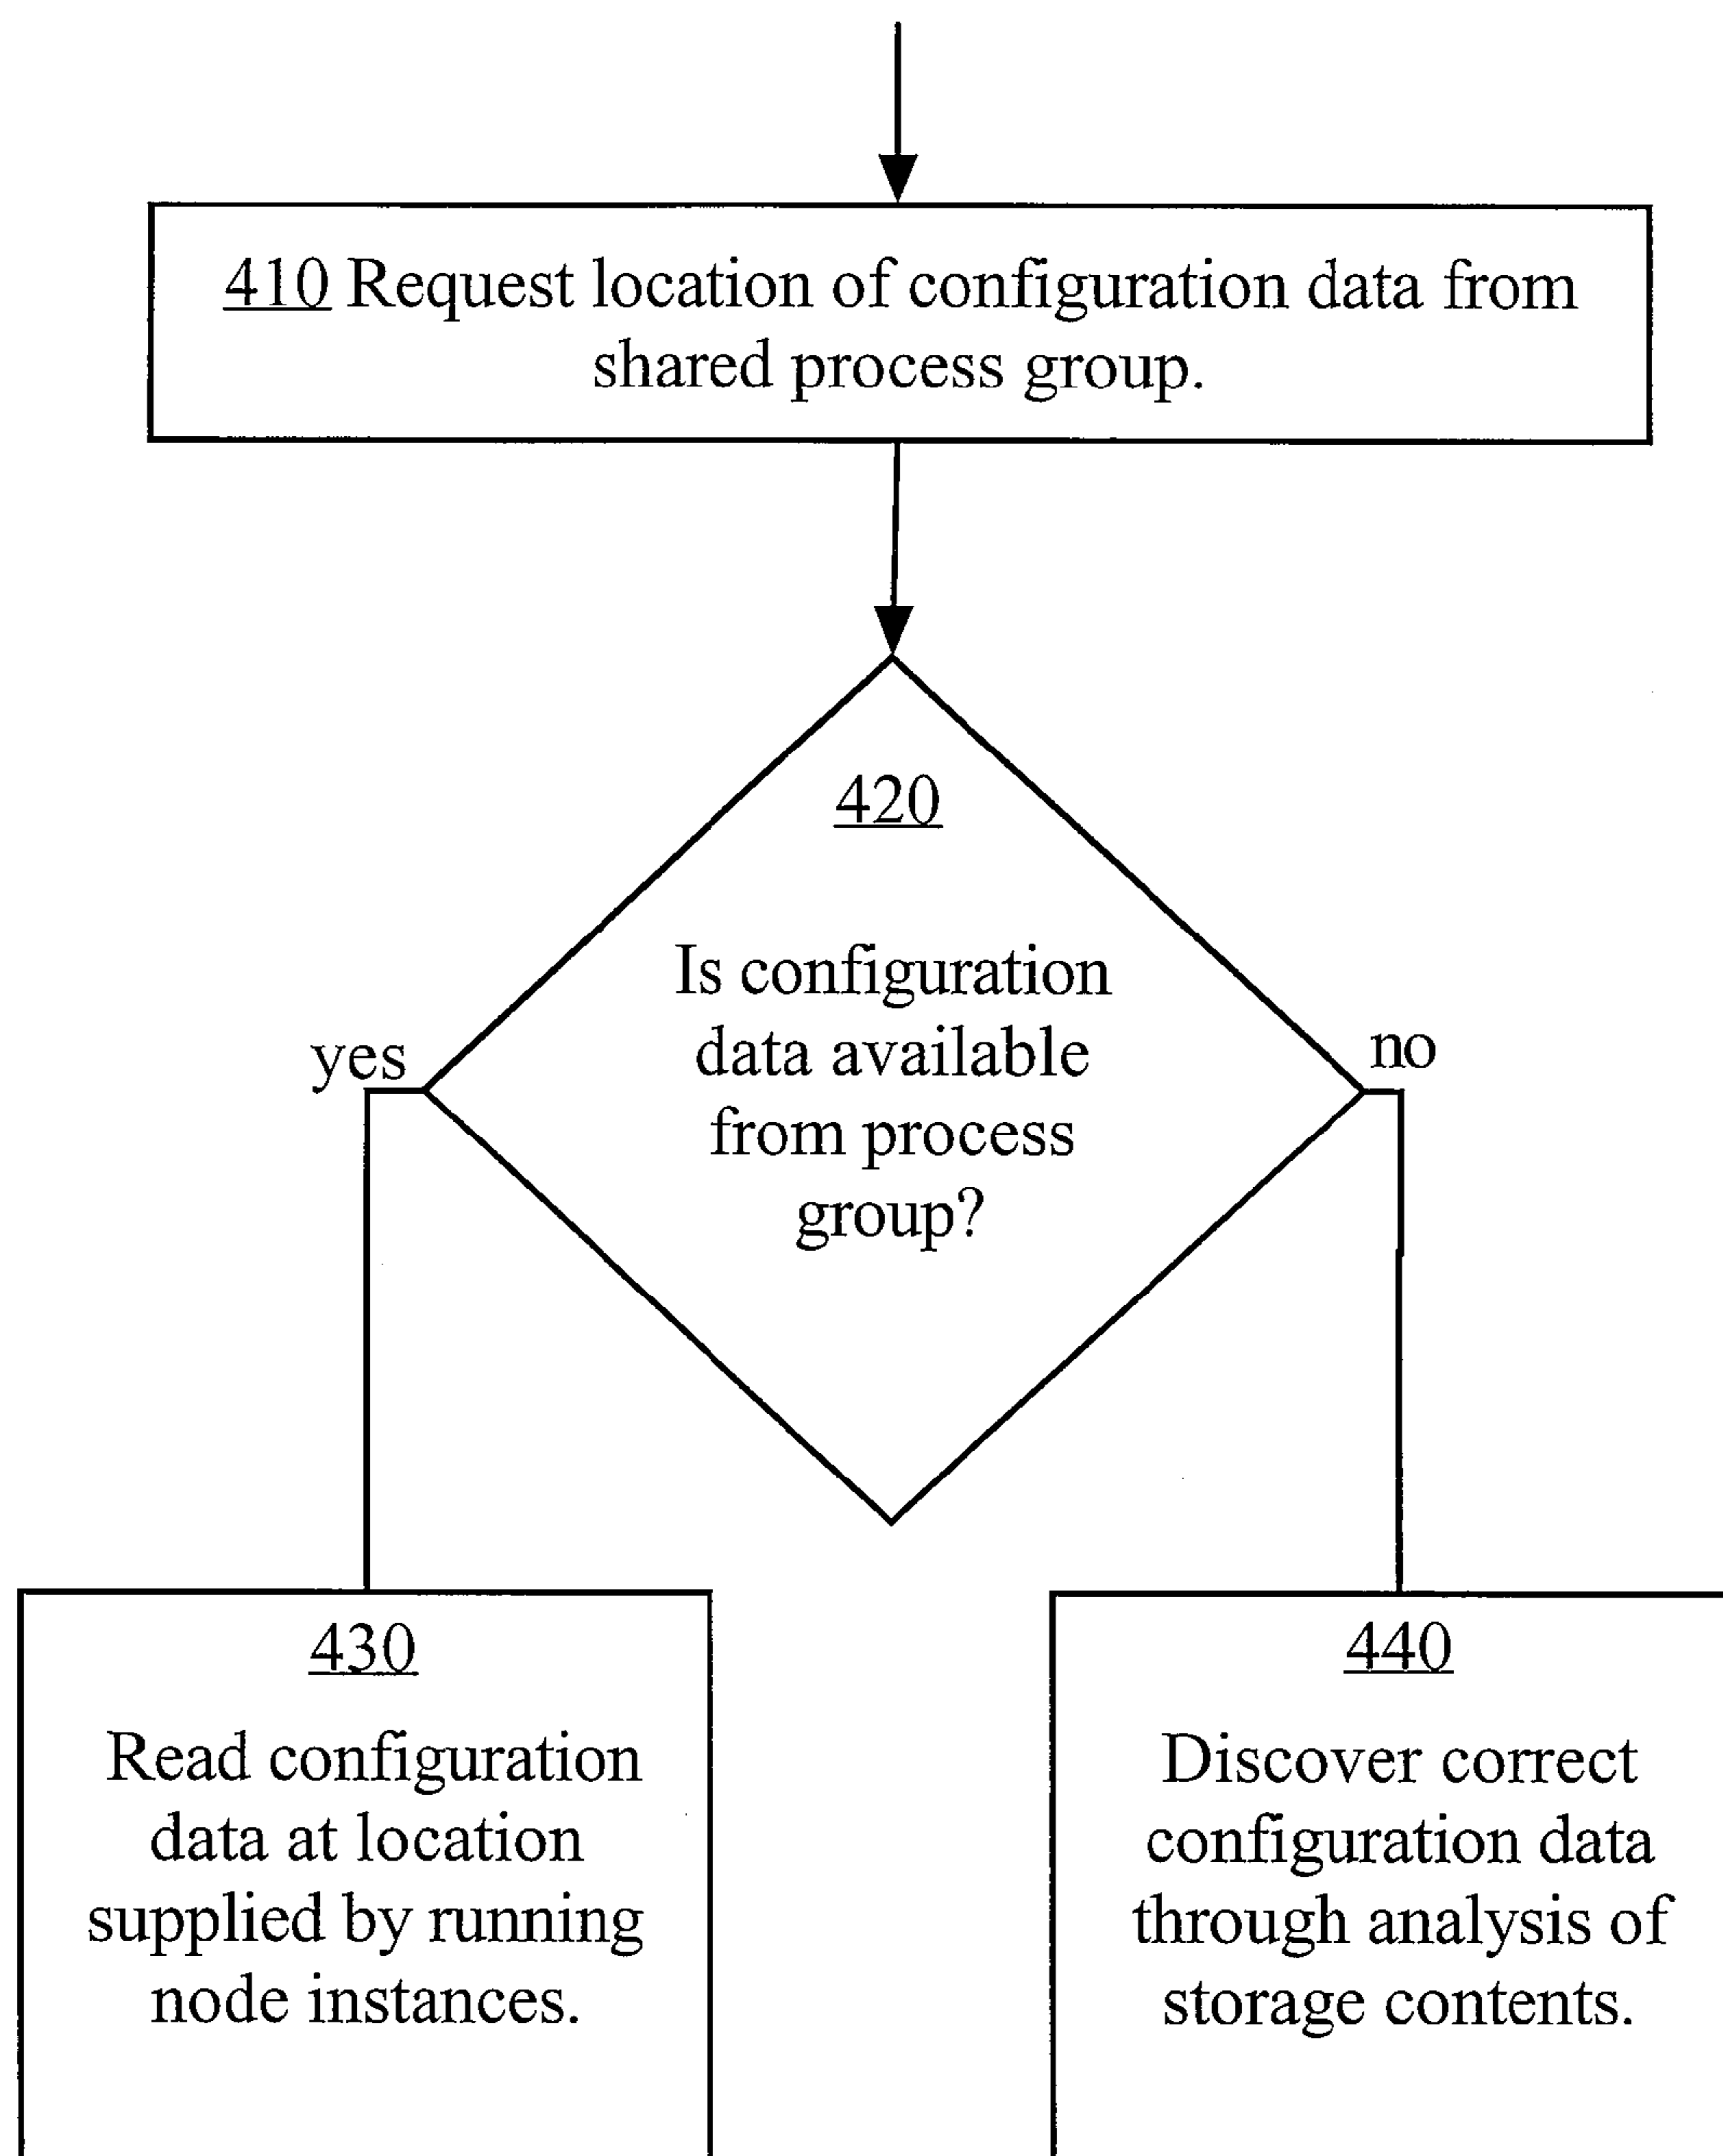 410 Request location of configuration data from
shared process group.
420
Is configuration
data available
from process
group?
yes
no
430
Read configuration
data at location
supplied by running
node instances.
440
Discover correct
configuration data
through analysis of
storage contents.